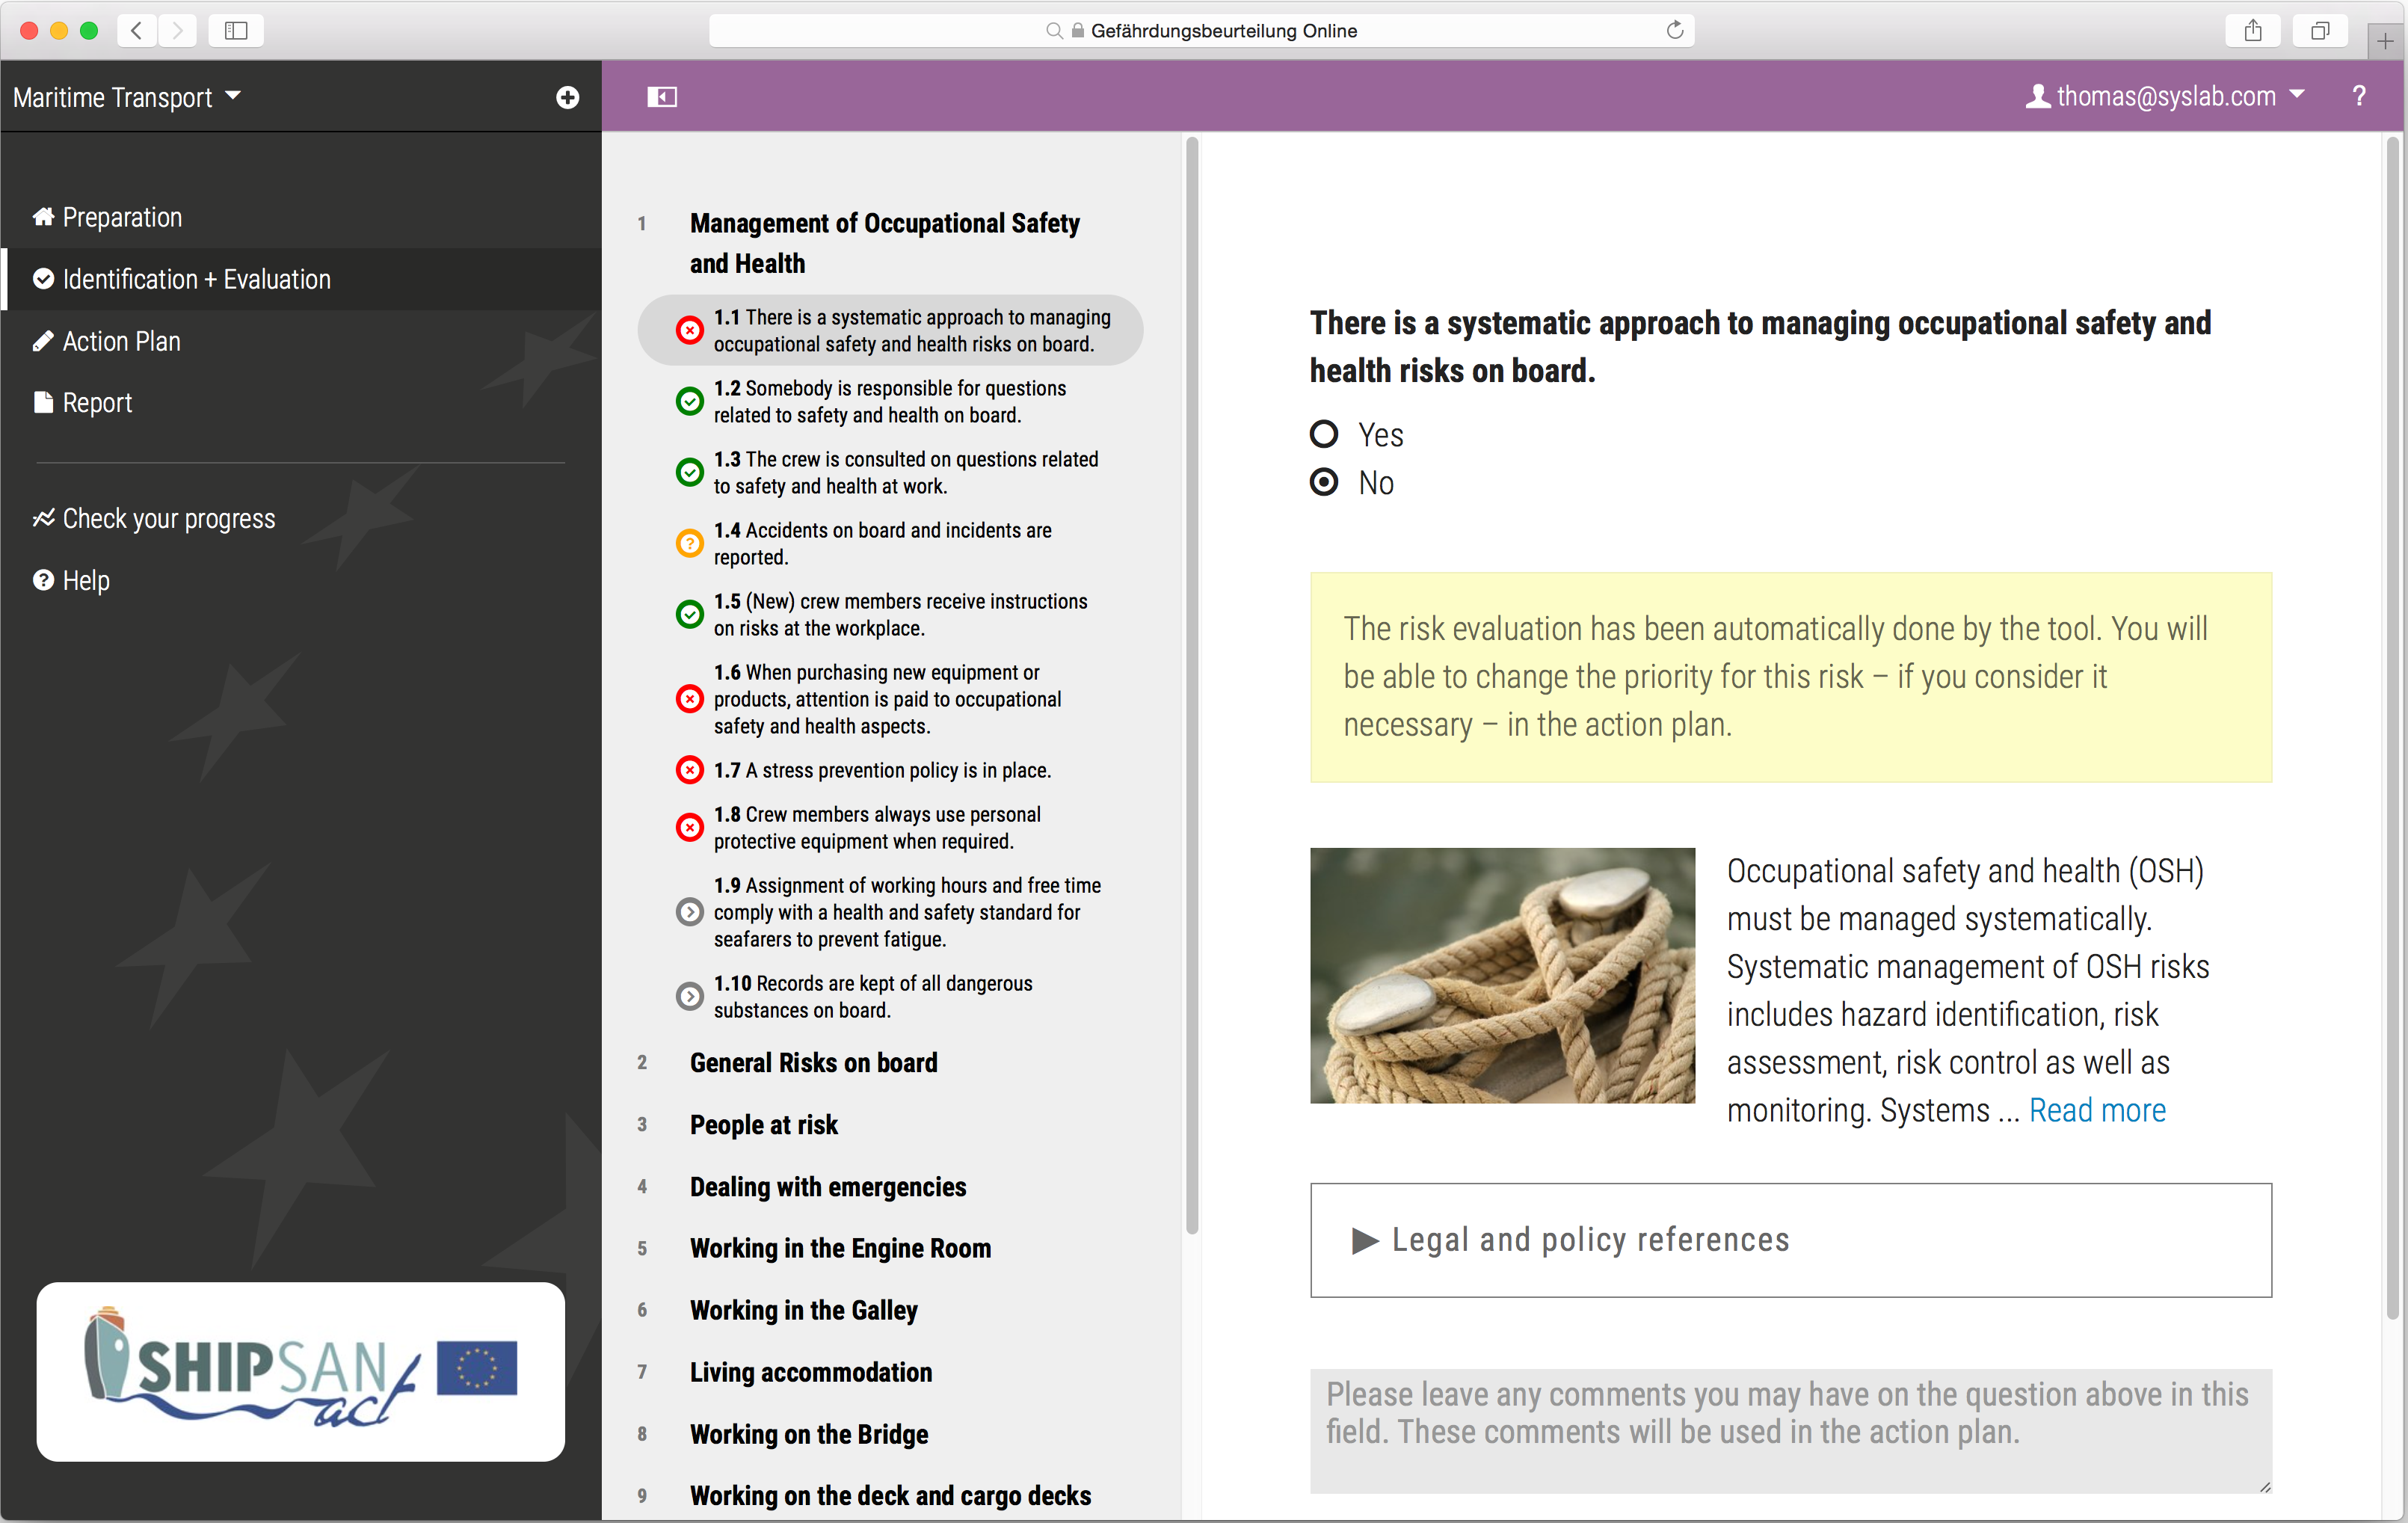 Gefährdungsbeurteilung Online
Maritime Transport
thomas@syslab.com
?
Preparation
Identification + Evaluation
Action Plan
Report
Check your progress
Help
SHIPSAN
act
1 Management of Occupational Safety
and Health
1.1 There is a systematic approach to managing
occupational safety and health risks on board.
1.2 Somebody is responsible for questions
related to safety and health on board.
1.3 The crew is consulted on questions related
to safety and health at work.
1.4 Accidents on board and incidents are
reported.
1.5 (New) crew members receive instructions
on risks at the workplace.
1.6 When purchasing new equipment or
products, attention is paid to occupational
safety and health aspects.
1.7 A stress prevention policy is in place.
1.8 Crew members always use personal
protective equipment when required.
1.9 Assignment of working hours and free time
comply with a health and safety standard for
seafarers to prevent fatigue.
1.10 Records are kept of all dangerous
substances on board.
2 General Risks on board
3 People at risk
4 Dealing with emergencies
5 Working in the Engine Room
6 Working in the Galley
7 Living accommodation
8 Working on the Bridge
9 Working on the deck and cargo decks
There is a systematic approach to managing occupational safety and
health risks on board.
Yes
No
The risk evaluation has been automatically done by the tool. You will
be able to change the priority for this risk – if you consider it
necessary – in the action plan.
Occupational safety and health (OSH)
must be managed systematically.
Systematic management of OSH risks
includes hazard identification, risk
assessment, risk control as well as
monitoring. Systems ... Read more
Legal and policy references
Please leave any comments you may have on the question above in this
field. These comments will be used in the action plan.